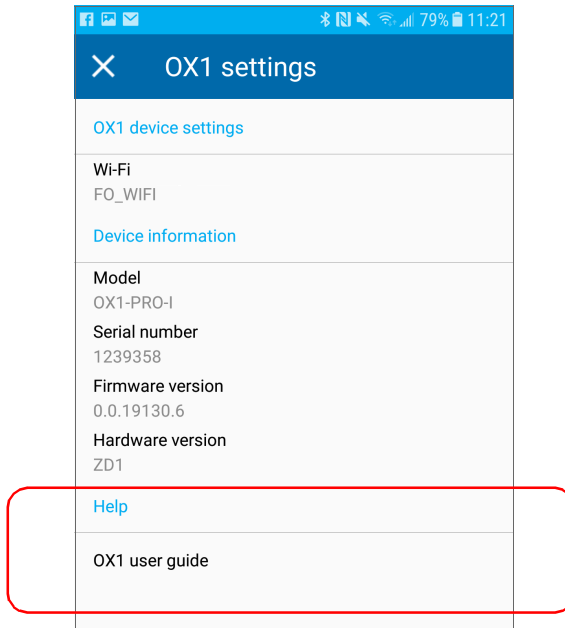 79% 11:21
OX1 settings
OX1 device settings
Wi-Fi
FO_WIFI
Device information
Model
OX1-PRO-I
Serial number
1239358
Firmware version
0.0.19130.6
Hardware version
ZD1
Help
OX1 user guide